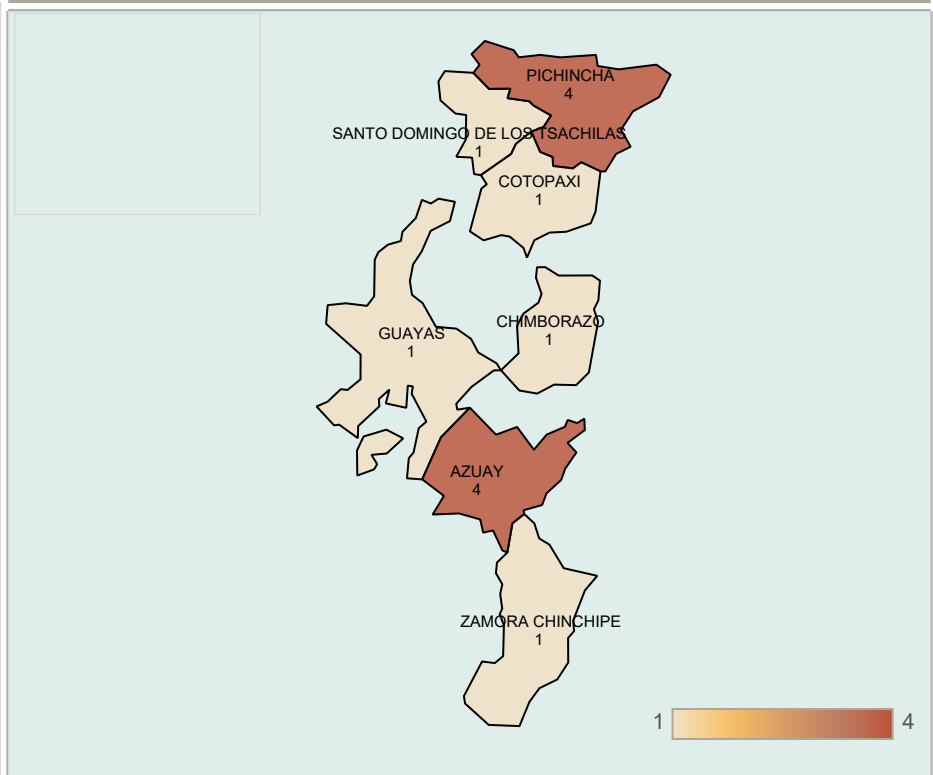 PICHINCHA
4
SANTO DOMINGO DE LOS TSACHILAS
1
COTOPAXI
1
CHIMBORAZO
1
GUAYAS
1
AZUAY
4
ZAMORA CHINCHIPE
1
1
4